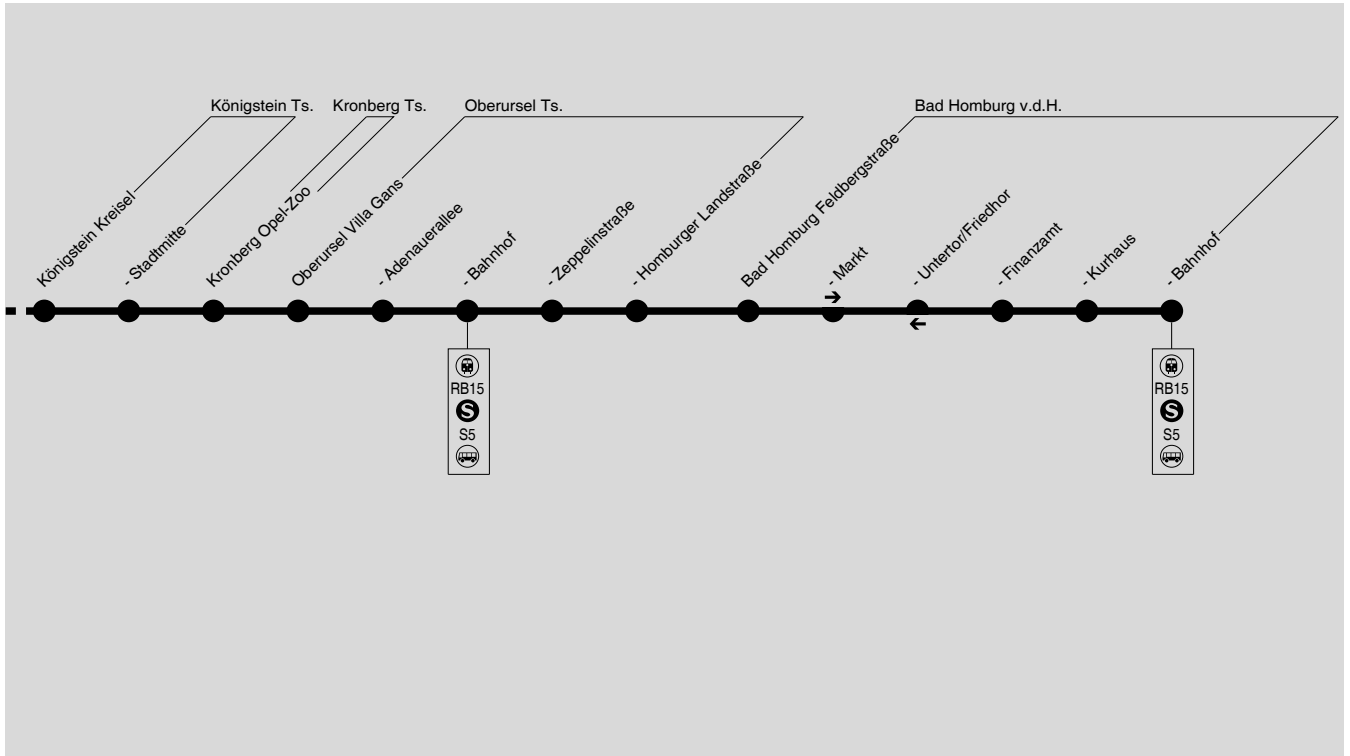 Königstein Ts.
Kronberg Ts.
Oberursel Ts.
Bad Homburg v.d.H.
Königstein Kreisel
- Stadtmitte
Kronberg Opel-Zoo
Oberursel Villa Gans
- Adenauerallee
- Bahnhof
- Zeppelinstraße
- Homburger Landstraße
Bad Homburg Feldbergstraße
- Markt
- Untertor/Friedhor
- Finanzamt
- Kurhaus
- Bahnhof
RB15
S
S5
RB15
S
S5